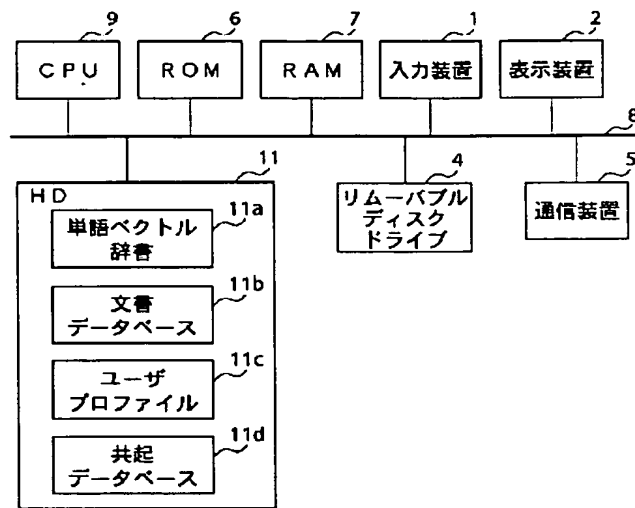 9
6
7
1
2
CPU
ROM
RAM
入力装置
表示装置
8
11
4
5
HD
リムーバブル
ディスク
ドライブ
通信装置
単語ベクトル
辞書
11a
文書
データベース
11b
ユーザ
プロファイル
11c
共起
データベース
11d